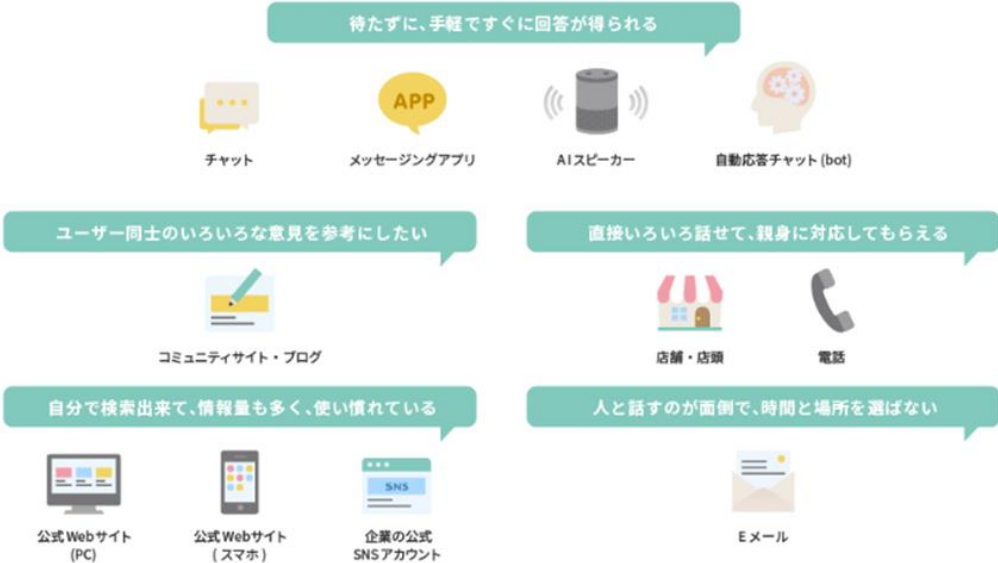 待たずに、手軽ですぐに回答が得られる
APP
チャット
メッセージングアプリ
AIスピーカー
自動応答チャット(bot)
ユーザー同士のいろいろな意見を参考にしたい
コミュニティサイト・ブログ
直接いろいろ話せて、親身に対応してもらえる
店舗・店頭
電話
自分で検索出来て、情報量も多く、使い慣れている
SNS
公式Webサイト
(PC)
公式Webサイト
(スマホ)
企業の公式
SNSアカウント
人と話すのが面倒で、時間と場所を選ばない
Eメール